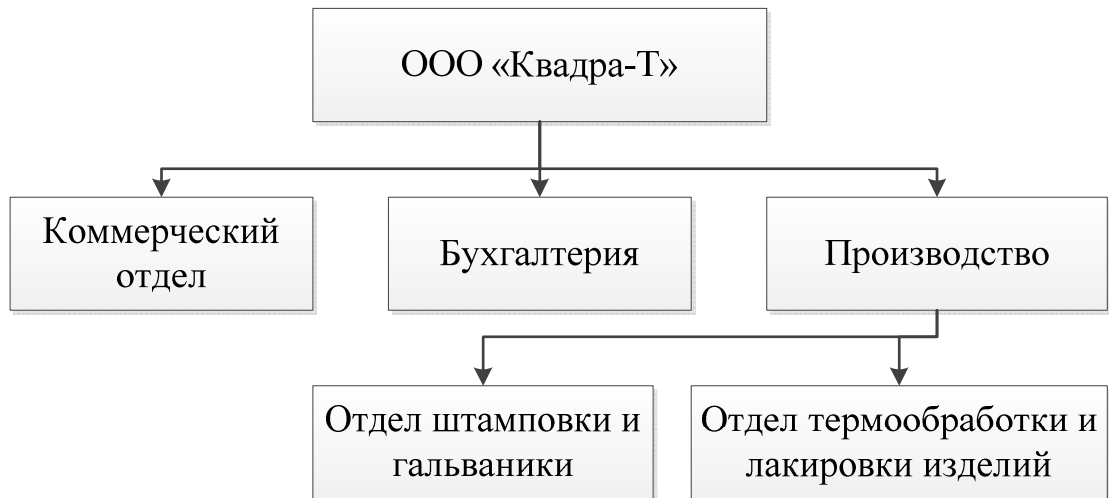 ООО «Квадра-Т»
Коммерческий
отдел
Бухгалтерия
Производство
Отдел штамповки и
гальваники
Отдел термообработки и
лакировки изделий